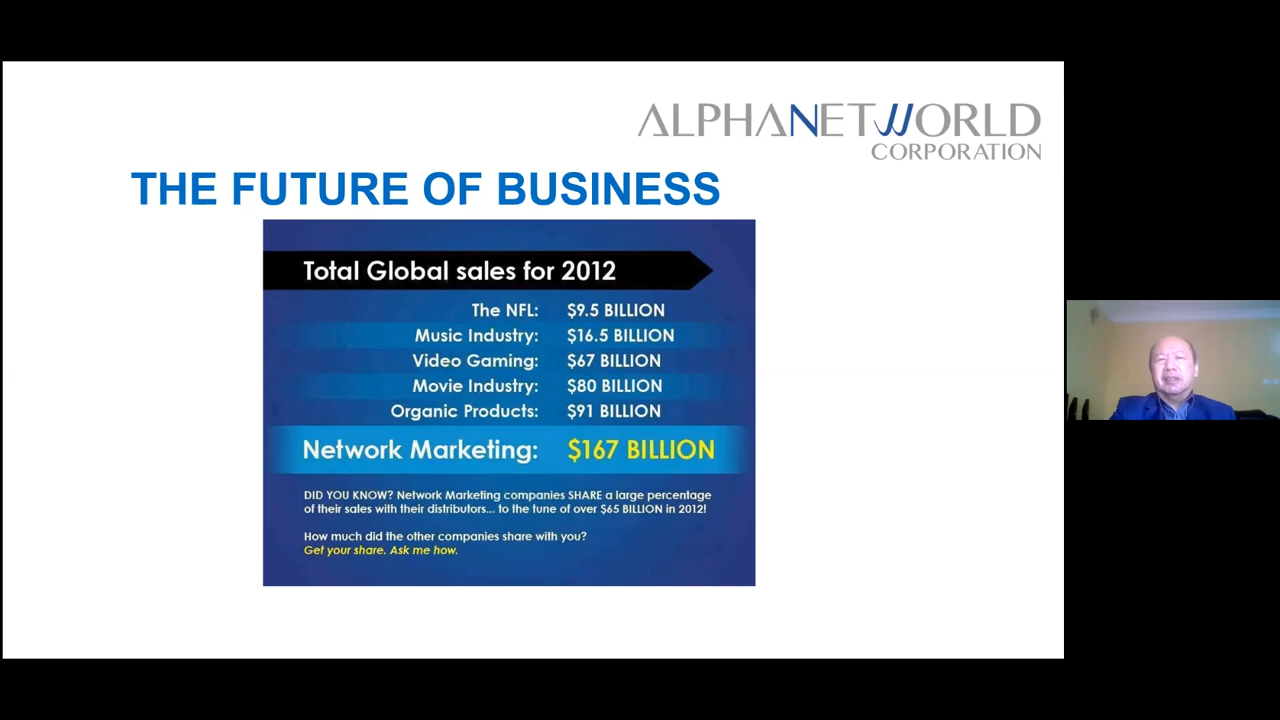 ALPHANETWORLD
CORPORATION
THE FUTURE OF BUSINESS
Total Global sales for 2012
The NFL: $9.5 BILLION
Music Industry: $16.5 BILLION
Video Gaming: $67 BILLION
Movie Industry: $80 BILLION
Organic Products: $91 BILLION
Network Marketing: $167 BILLION
DID YOU KNOW? Network Marketing companies SHARE a large percentage
of their sales with their distributors... to the tune of over $65 BILLION in 2012!
How much did the other companies share with you?
Get your share. Ask me how.